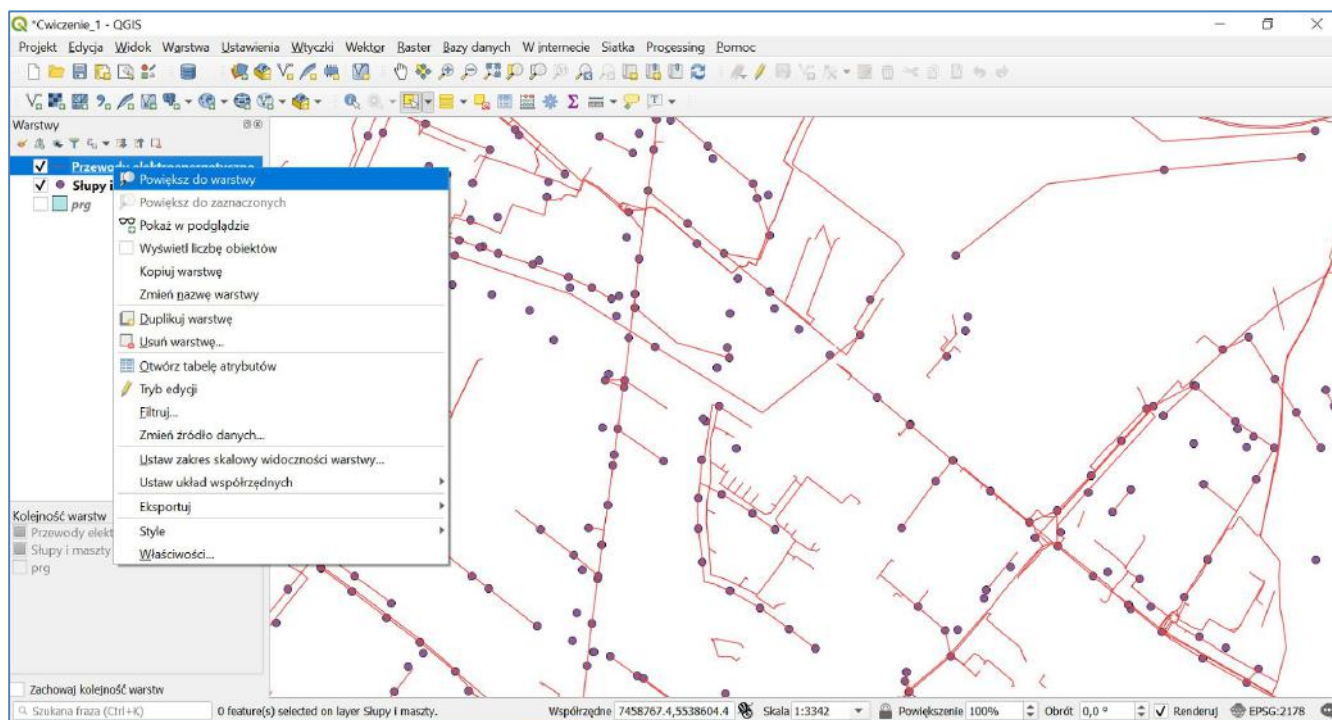 *Cwiczenie_1 - QGIS
Projekt Edycja Widok Warstwa Ustawienia Wtyczki Wektor Raster Bazy danych W internecie Siatka Processing Pomoc
Warstwy
Przewody elektroenergetyczne
Słupy i
prg
Powiększ do warstwy
Powiększ do zaznaczonych
Pokaż w podglądzie
Wyświetl liczbę obiektów
Kopiuj warstwę
Zmień nazwę warstwy
Duplikuj warstwę
Usuń warstwę...
Otwórz tabelę atrybutów
Tryb edycji
Filtruj...
Zmień źródło danych...
Ustaw zakres skalowy widoczności warstwy...
Ustaw układ współrzędnych
Eksportuj
Style
Właściwości...
Kolejność warstw
Przewody elekt
Słupy i maszty
prg
Zachowaj kolejność warstw
Szukana fraza (Ctrl+K) 0 feature(s) selected on layer Słupy i maszty. Współrzędne 7458767.4,5538604.4 Skala 1:3342 Powiększenie 100% Obrót 0,0 ° Renderuj EPSG:2178